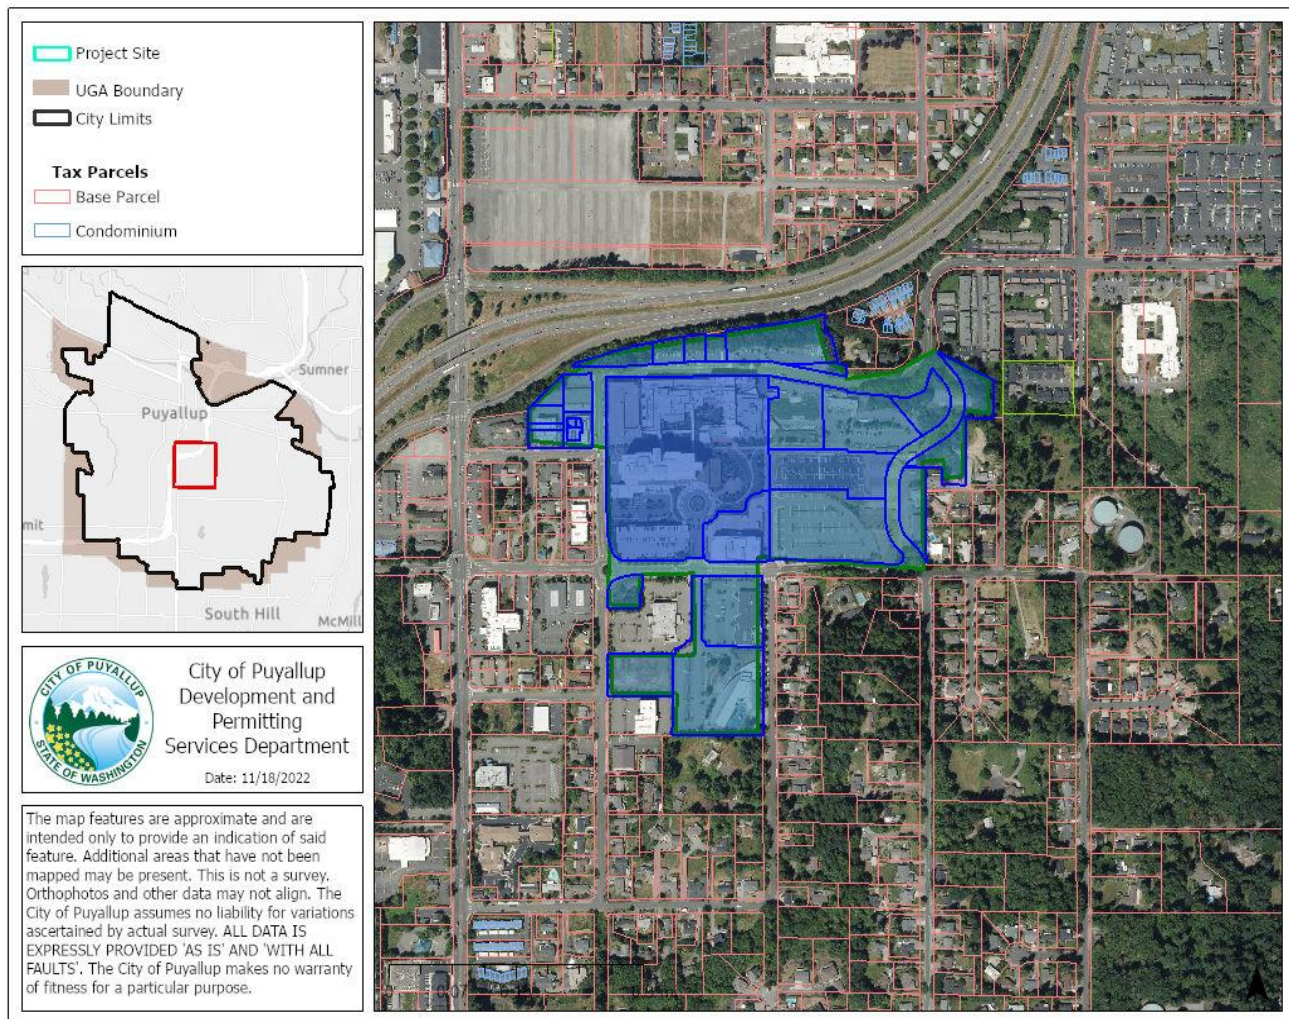 Project Site
UGA Boundary
City Limits
Tax Parcels
Base Parcel
Condominium
Sumner
Puyallup
mit
South Hill
McMill
CITY OF PUYALLUP
STATE OF WASHINGTON
City of Puyallup
Development and
Permitting
Services Department
Date: 11/18/2022
The map features are approximate and are
intended only to provide an indication of said
feature. Additional areas that have not been
mapped may be present. This is not a survey.
Orthophotos and other data may not align. The
City of Puyallup assumes no liability for variations
ascertained by actual survey. ALL DATA IS
EXPRESSLY PROVIDED 'AS IS' AND 'WITH ALL
FAULTS'. The City of Puyallup makes no warranty
of fitness for a particular purpose.